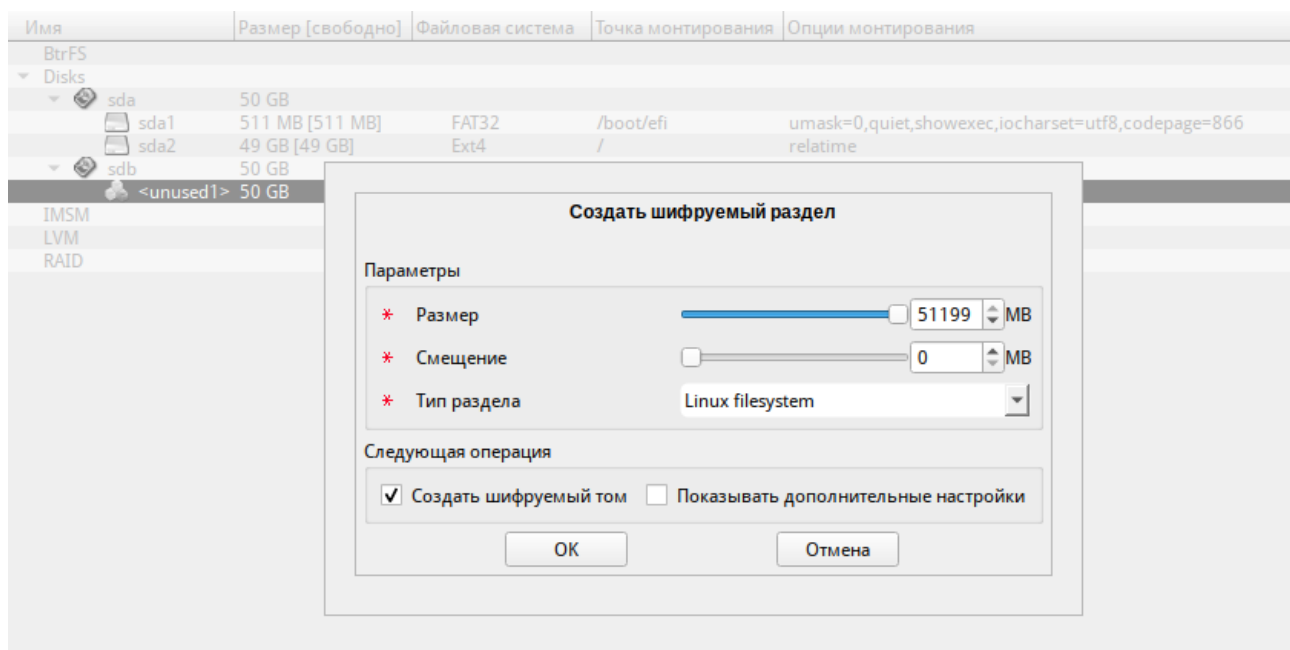 Имя Размер [свободно] Файловая система Точка монтирования Опции монтирования
BtrFS
Disks
sda 50 GB
sda1 511 MB [511 MB] FAT32 /boot/efi umask=0,quiet,showexec,iocharset=utf8,codepage=866
sda2 49 GB [49 GB] Ext4 / relatime
sdb 50 GB
<unused1> 50 GB
IMSM
LVM
RAID
Создать шифруемый раздел
Параметры
* Размер 51199 MB
* Смещение 0 MB
* Тип раздела Linux filesystem
Следующая операция
Создать шифруемый том Показывать дополнительные настройки
OK Отмена